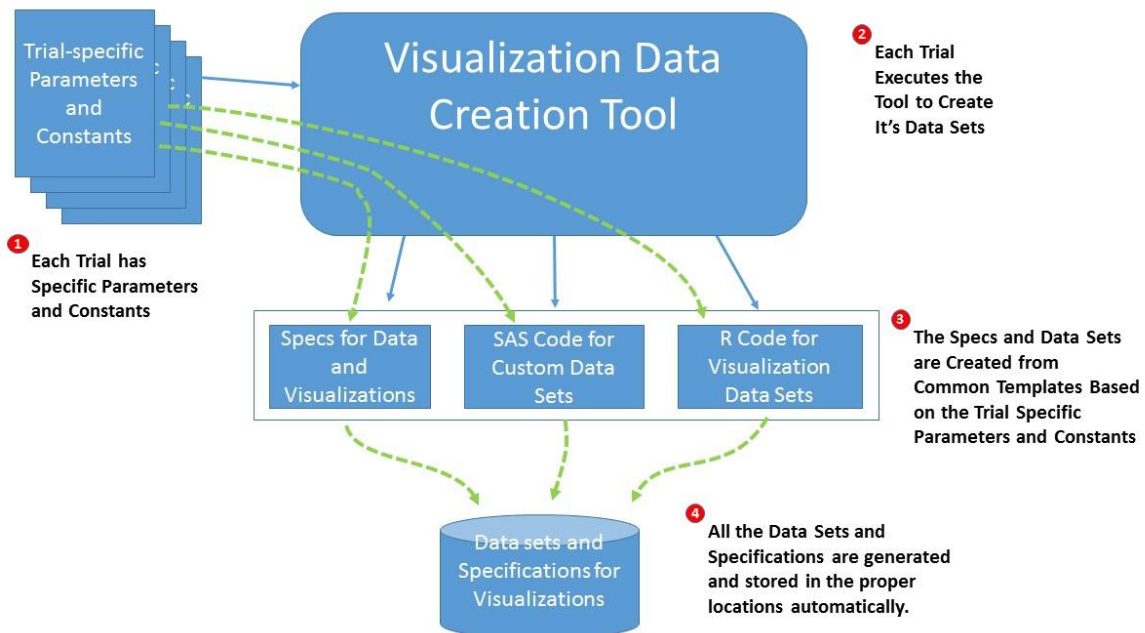 Trial-specific
Parameters
and
Constants
c
c
c
Visualization Data
Creation Tool
2
Each Trial
Executes the
Tool to Create
It's Data Sets
1
Each Trial has
Specific Parameters
and Constants
Specs for Data
and
Visualizations
SAS Code for
Custom Data
Sets
R Code for
Visualization
Data Sets
3
The Specs and Data Sets
are Created from
Common Templates Based
on the Trial Specific
Parameters and Constants
Data sets and
Specifications for
Visualizations
4
All the Data Sets and
Specifications are generated
and stored in the proper
locations automatically.